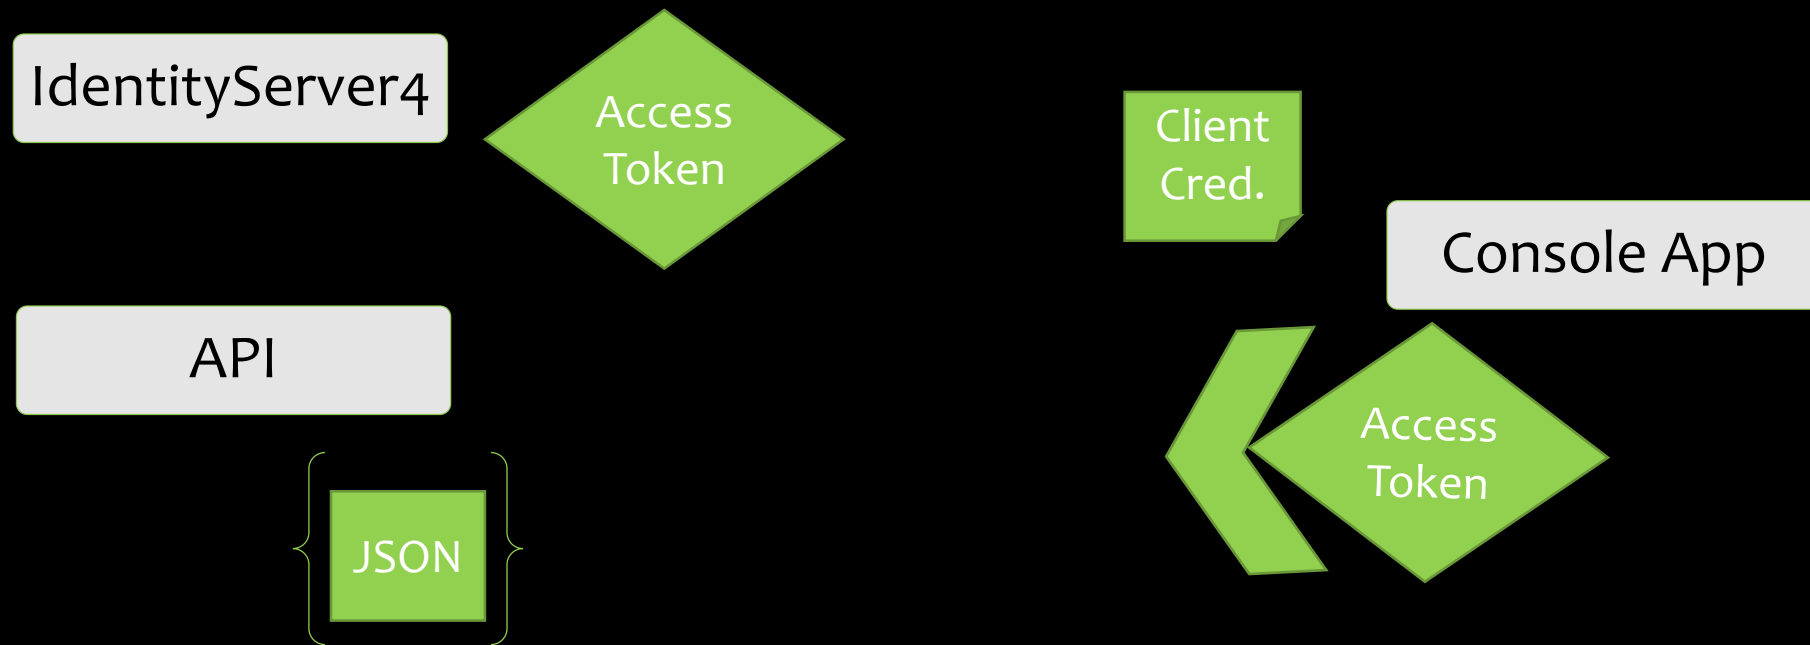 IdentityServer4
Access
Token
Client
Cred.
Console App
API
Access
Token
JSON